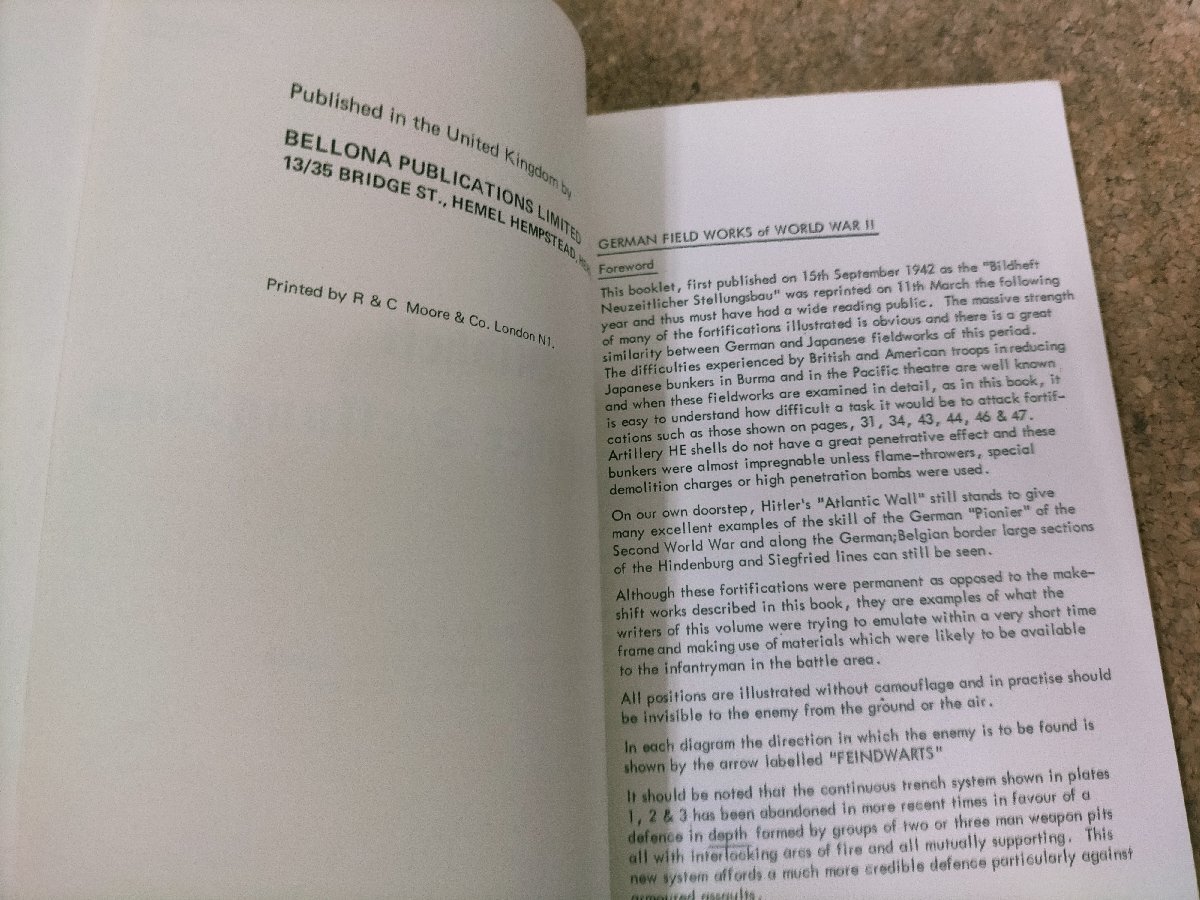 Published in the United Kingdom by
BELLONA PUBLICATIONS LIMITED
13/35 BRIDGE ST., HEMEL HEMPSTEAD,
Printed by R & C Moore & Co. London N1.
GERMAN FIELD WORKS of WORLD WAR II
Foreword
This booklet, first published on 15th September 1942 as the "Bildheft
Neuzeitlicher Stellungsbau" was reprinted on 11th March the following
year and thus must have had a wide reading public. The massive strength
of many of the fortifications illustrated is obvious and there is a great
similarity between German and Japanese fieldworks of this period.
The difficulties experienced by British and American troops in reducing
Japanese bunkers in Burma and in the Pacific theatre are well known
and when these fieldworks are examined in detail, as in this book, it
is easy to understand how difficult a task it would be to attack fortif-
cations such as those shown on pages, 31, 34, 43, 44, 46 & 47.
Artillery HE shells do not have a great penetrative effect and these
bunkers were almost impregnable unless flame-throwers, special
demolition charges or high penetration bombs were used.
On our own doorstep, Hitler's "Atlantic Wall" still stands to give
many excellent examples of the skill of the German "Pionier" of the
Second World War and along the German;Belgian border large sections
of the Hindenburg and Siegfried lines can still be seen.
Although these fortifications were permanent as opposed to the make-
shift works described in this book, they are examples of what the
writers of this volume were trying to emulate within a very short time
frame and making use of materials which were likely to be available
to the infantryman in the battle area.
All positions are illustrated without camouflage and in practise should
be invisible to the enemy from the ground or the air.
In each diagram the direction in which the enemy is to be found is
shown by the arrow labelled "FEINDWARTS"
It should be noted that the continuous trench system shown in plates
1, 2 & 3 has been abandoned in more recent times in favour of a
defence in depth formed by groups of two or three man weapon pits
all with interlocking arcs of fire and all mutually supporting. This
new system affords a much more credible defence particularly against
armoured assaults.